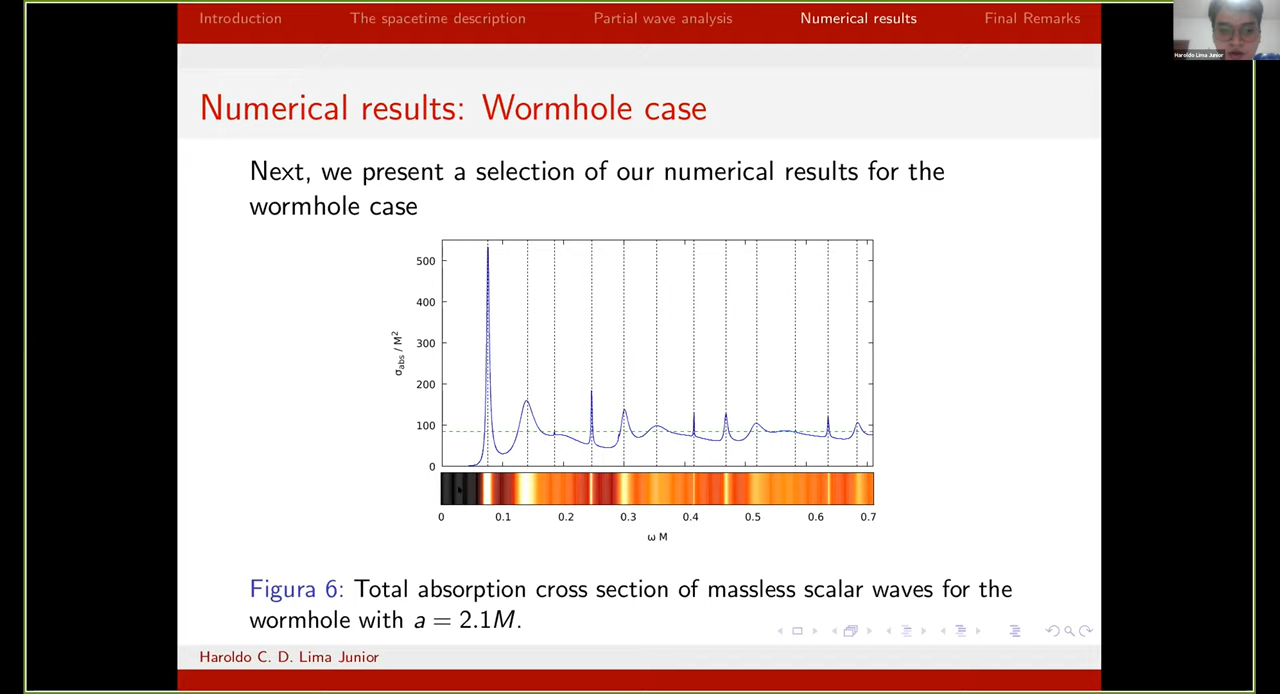 Introduction The spacetime description Partial wave analysis Numerical results Final Remarks
Haroldo Lima Junior
Numerical results: Wormhole case
Next, we present a selection of our numerical results for the
wormhole case
500
400
300
200
100
0
σabs / M²
0 0.1 0.2 0.3 0.4 0.5 0.6 0.7
ω M
Figura 6: Total absorption cross section of massless scalar waves for the
wormhole with a = 2.1M.
Haroldo C. D. Lima Junior